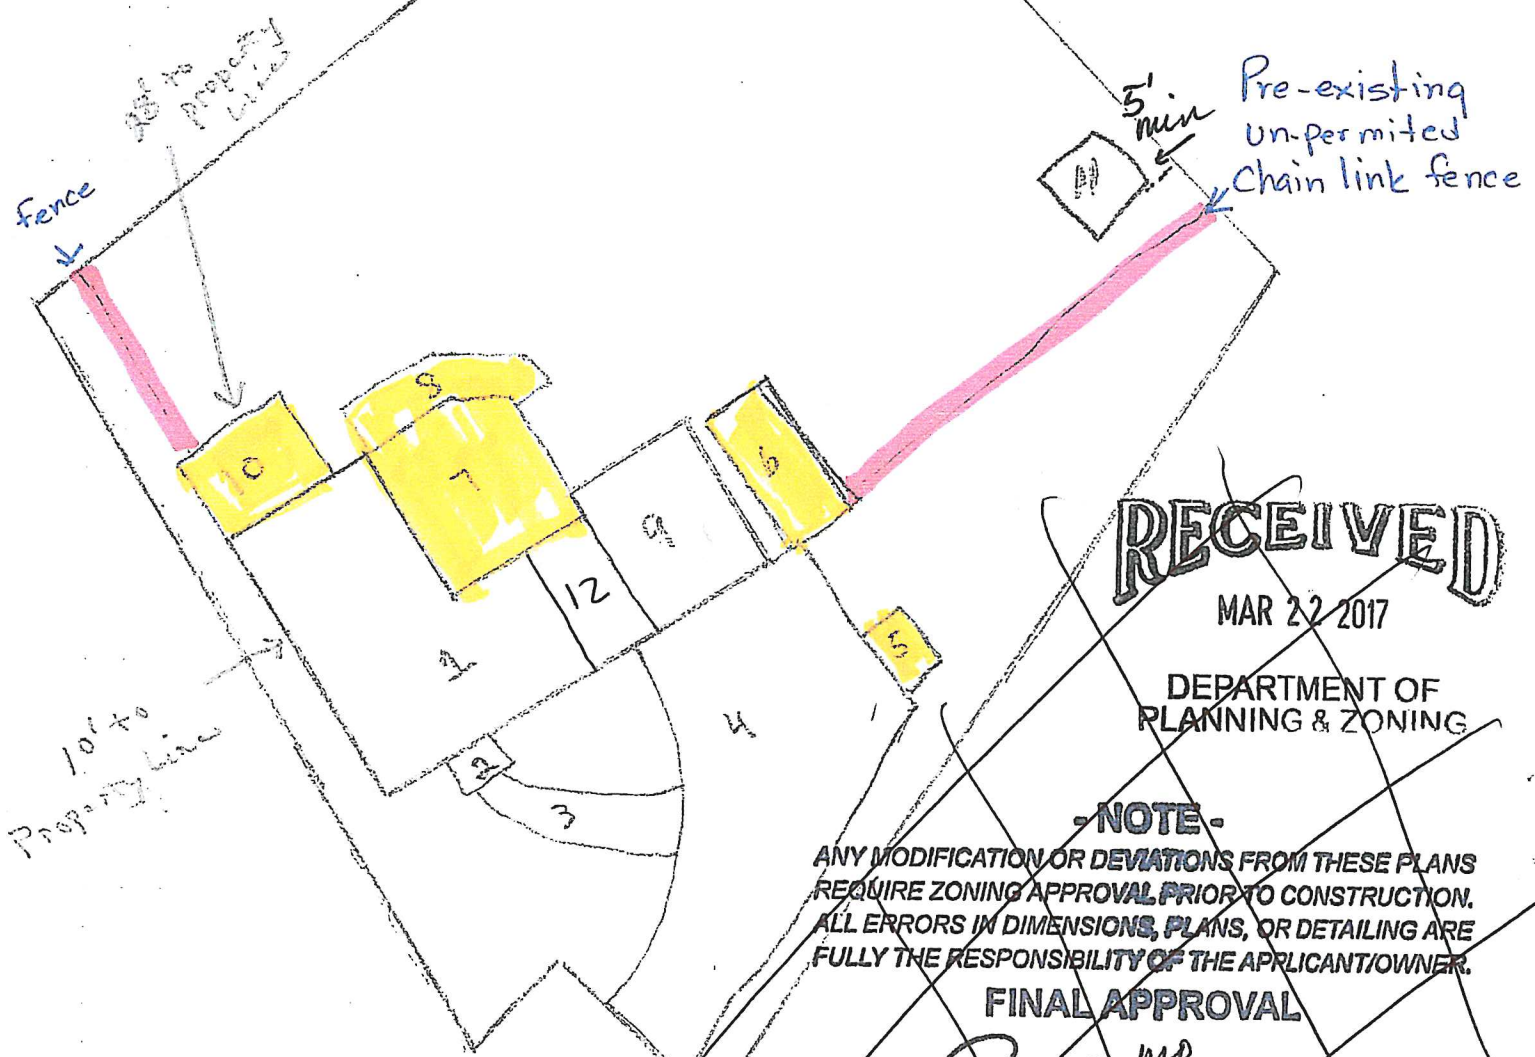 25' to
property
Line
5'
min
Pre-existing
un-permited
Chain link fence
fence
11
8
10
7
6
9
12
5
1
4
2
3
10' to
Property Line
RECEIVED
MAR 22 2017
DEPARTMENT OF
PLANNING & ZONING
- NOTE -
ANY MODIFICATION OR DEVIATIONS FROM THESE PLANS
REQUIRE ZONING APPROVAL PRIOR TO CONSTRUCTION.
ALL ERRORS IN DIMENSIONS, PLANS, OR DETAILING ARE
FULLY THE RESPONSIBILITY OF THE APPLICANT/OWNER.
FINAL APPROVAL